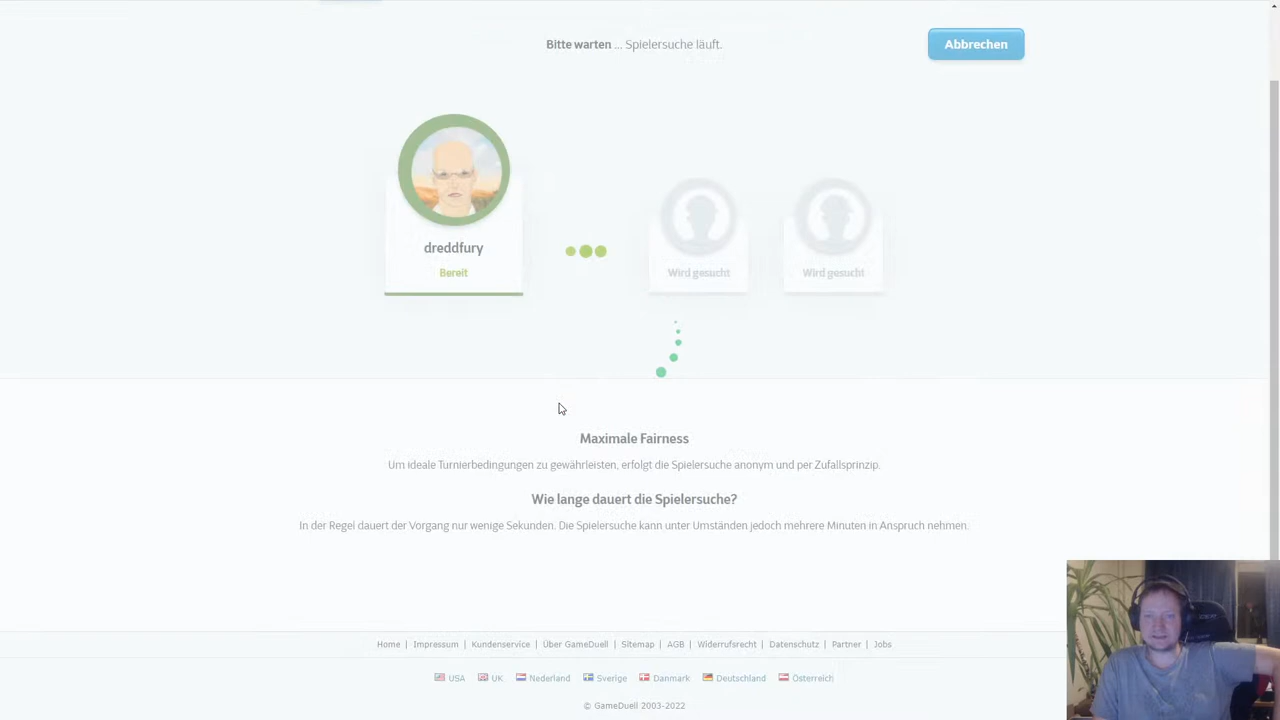 Bitte warten ... Spielersuche läuft.
Abbrechen
dreddfury
Bereit
Wird gesucht
Wird gesucht
Maximale Fairness
Um ideale Turnierbedingungen zu gewährleisten, erfolgt die Spielersuche anonym und per Zufallsprinzip.
Wie lange dauert die Spielersuche?
In der Regel dauert der Vorgang nur wenige Sekunden. Die Spielersuche kann unter Umständen jedoch mehrere Minuten in Anspruch nehmen.
Home | Impressum | Kundenservice | Über GameDuell | Sitemap | AGB | Widerrufsrecht | Datenschutz | Partner | Jobs
USA UK Nederland Sverige Danmark Deutschland Österreich
© GameDuell 2003-2022